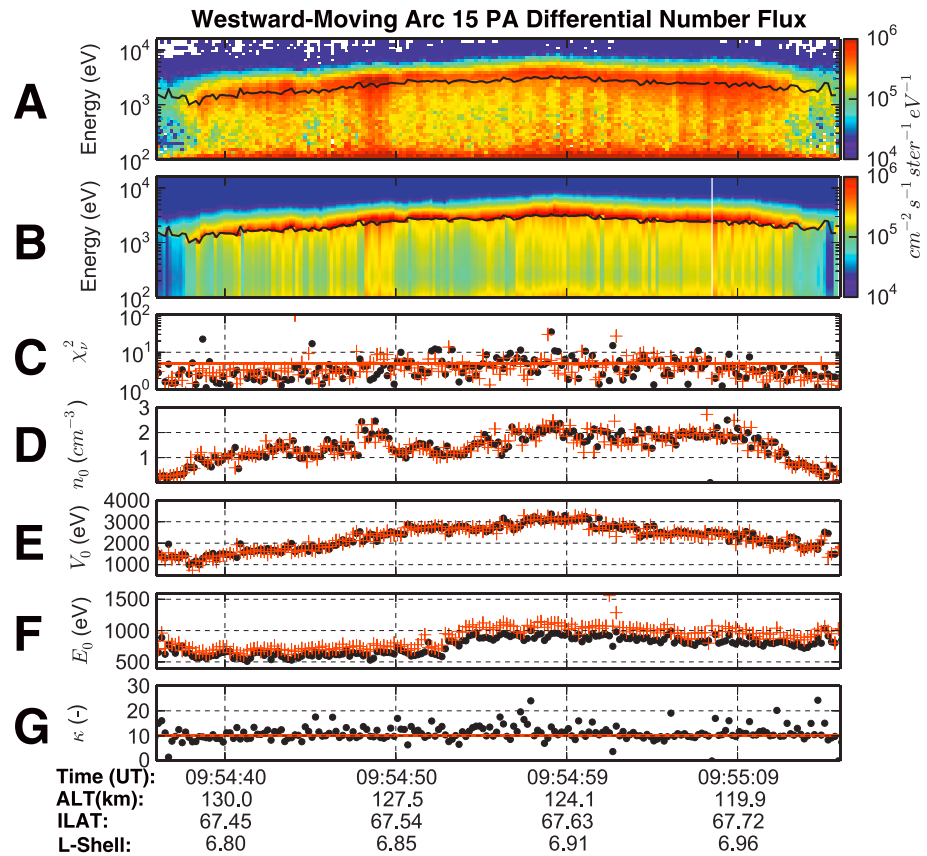 Westward-Moving Arc 15 PA Differential Number Flux
A
Energy (eV)
10^4
10^3
10^2
10^6
10^5
10^4
B
Energy (eV)
10^4
10^3
10^2
10^6
10^5
10^4
cm^−2 s^−1 ster^−1 eV^−1
C
χ_ν^2
10^2
10^1
10^0
D
n_0 (cm^−3)
3
2
1
E
V_0 (eV)
4000
3000
2000
1000
F
E_0 (eV)
1500
1000
500
G
κ (-)
30
20
10
0
Time (UT): 09:54:40 09:54:50 09:54:59 09:55:09
ALT(km): 130.0 127.5 124.1 119.9
ILAT: 67.45 67.54 67.63 67.72
L-Shell: 6.80 6.85 6.91 6.96